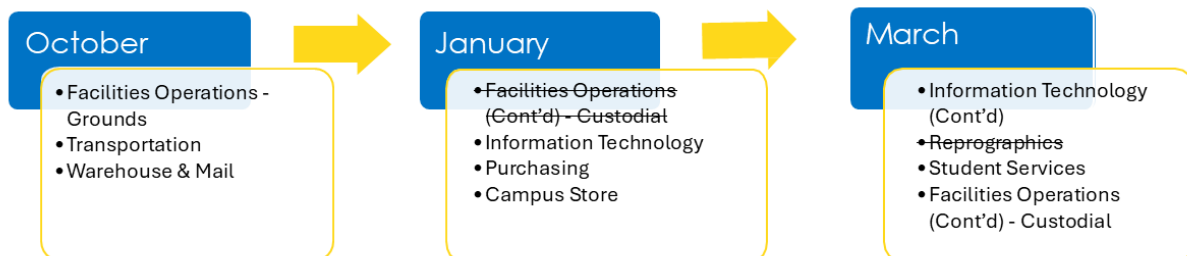 October
• Facilities Operations -
Grounds
• Transportation
• Warehouse & Mail
January
• ~~Facilities Operations~~
~~(Cont’d) - Custodial~~
• Information Technology
• Purchasing
• Campus Store
March
• Information Technology
(Cont’d)
• ~~Reprographics~~
• Student Services
• Facilities Operations
(Cont’d) - Custodial